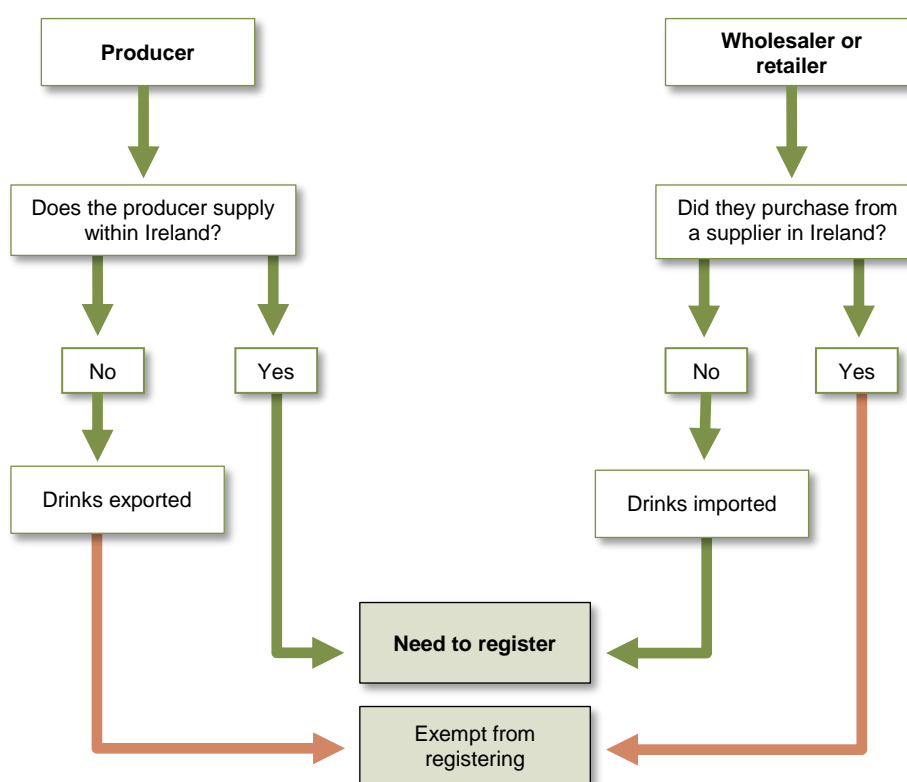 Producer
Wholesaler or
retailer
Does the producer supply
within Ireland?
Did they purchase from
a supplier in Ireland?
No
Yes
No
Yes
Drinks exported
Drinks imported
Need to register
Exempt from
registering